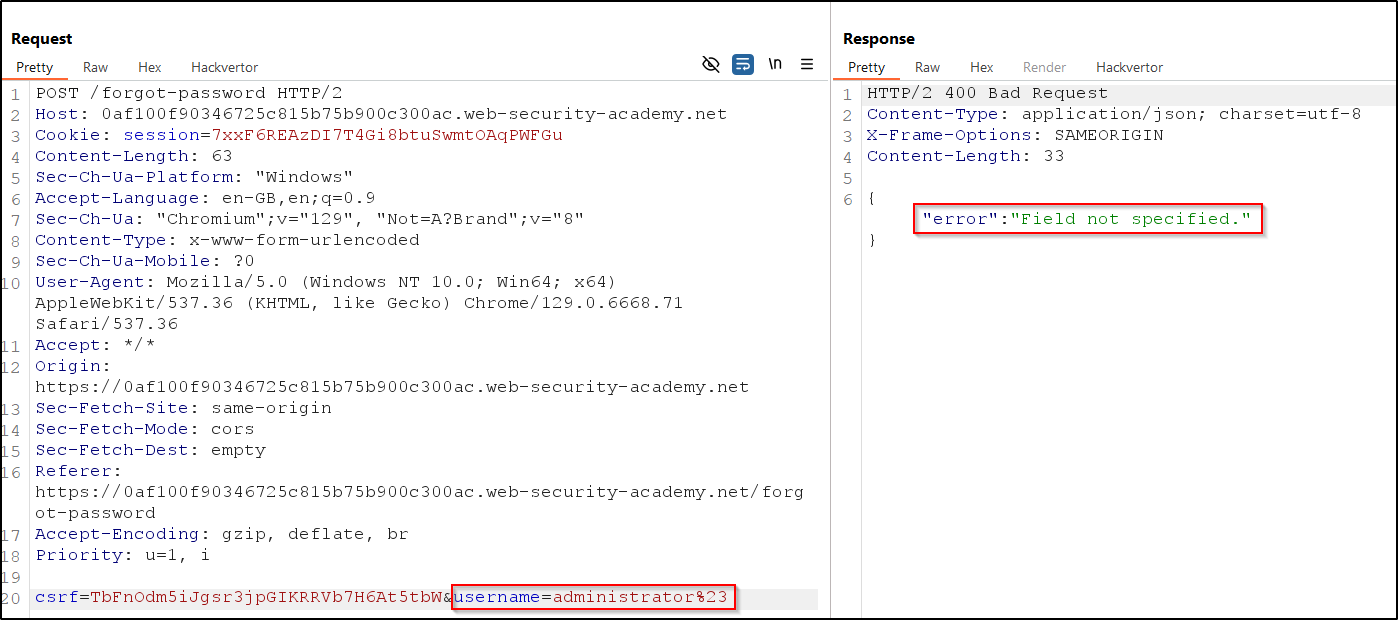 Request
Pretty Raw Hex Hackvertor \n
1 POST /forgot-password HTTP/2
2 Host: 0af100f90346725c815b75b900c300ac.web-security-academy.net
3 Cookie: session=7xxF6REAzDI7T4Gi8btuSwmtOAqPWFGu
4 Content-Length: 63
5 Sec-Ch-Ua-Platform: "Windows"
6 Accept-Language: en-GB,en;q=0.9
7 Sec-Ch-Ua: "Chromium";v="129", "Not=A?Brand";v="8"
8 Content-Type: x-www-form-urlencoded
9 Sec-Ch-Ua-Mobile: ?0
10 User-Agent: Mozilla/5.0 (Windows NT 10.0; Win64; x64)
AppleWebKit/537.36 (KHTML, like Gecko) Chrome/129.0.6668.71
Safari/537.36
11 Accept: */*
12 Origin:
https://0af100f90346725c815b75b900c300ac.web-security-academy.net
13 Sec-Fetch-Site: same-origin
14 Sec-Fetch-Mode: cors
15 Sec-Fetch-Dest: empty
16 Referer:
https://0af100f90346725c815b75b900c300ac.web-security-academy.net/forg
ot-password
17 Accept-Encoding: gzip, deflate, br
18 Priority: u=1, i
19
20 csrf=TbFnOdm5iJgsr3jpGIKRRVb7H6At5tbW&username=administrator%23
Response
Pretty Raw Hex Render Hackvertor
1 HTTP/2 400 Bad Request
2 Content-Type: application/json; charset=utf-8
3 X-Frame-Options: SAMEORIGIN
4 Content-Length: 33
5
6 {
"error":"Field not specified."
}